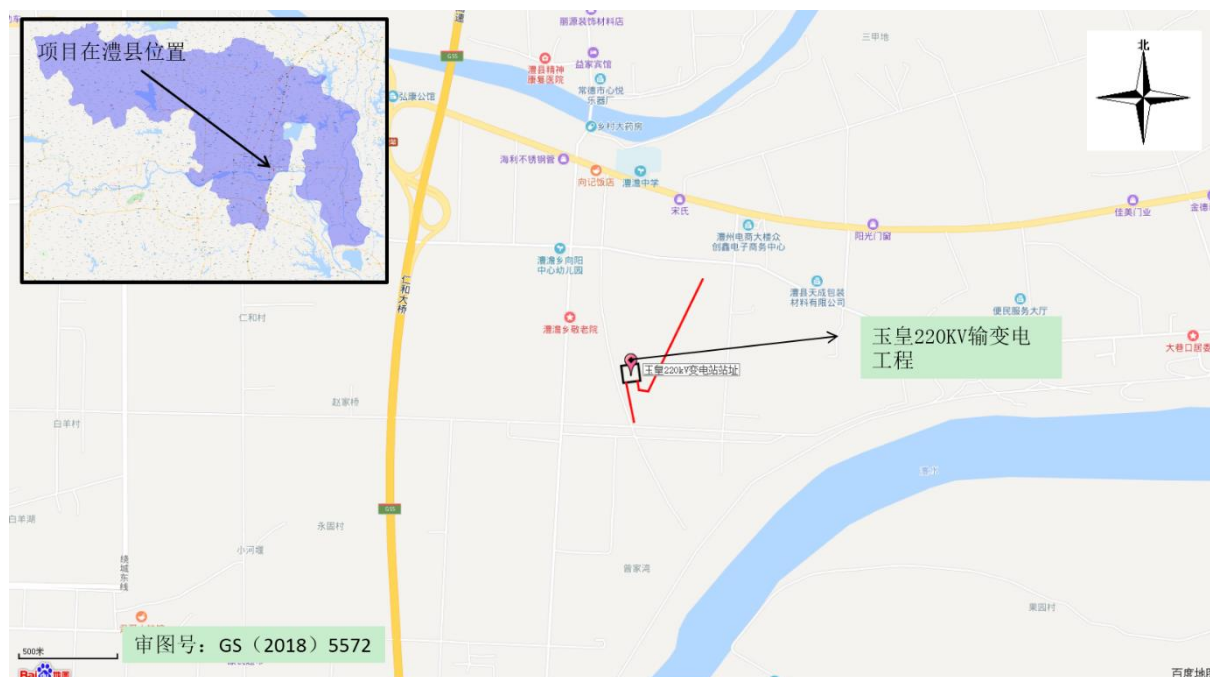 项目在澧县位置
北
丽源装饰材料店
三甲地
益家宾馆
澧县精神
康复医院
常德市心悦
乐器厂
弘康公馆
乡村大药房
海利不锈钢管
向记饭店
澧澹中学
宋氏
佳美门业
澧州电商大楼众
创鑫电子商务中心
阳光门窗
澧澹乡向阳
中心幼儿园
仁和大桥
澧县天成包装
材料有限公司
便民服务大厅
仁和村
澧澹乡敬老院
玉皇220kV变电站站址
玉皇220KV输变电
工程
大巷口居委
赵家桥
白羊村
G55
白羊湖
永固村
小河堰
绕城东线
曾家湾
果园村
审图号：GS（2018）5572
500米
百度地图